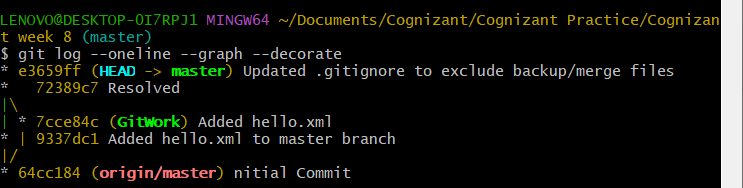 LENOVO@DESKTOP-OI7RPJ1 MINGW64 ~/Documents/Cognizant/Cognizant Practice/Cognizan
t week 8 (master)
$ git log --oneline --graph --decorate
* e3659ff (HEAD -> master) Updated .gitignore to exclude backup/merge files
*   72389c7 Resolved
|\
| * 7cce84c (GitWork) Added hello.xml
* | 9337dc1 Added hello.xml to master branch
|/
* 64cc184 (origin/master) nitial Commit